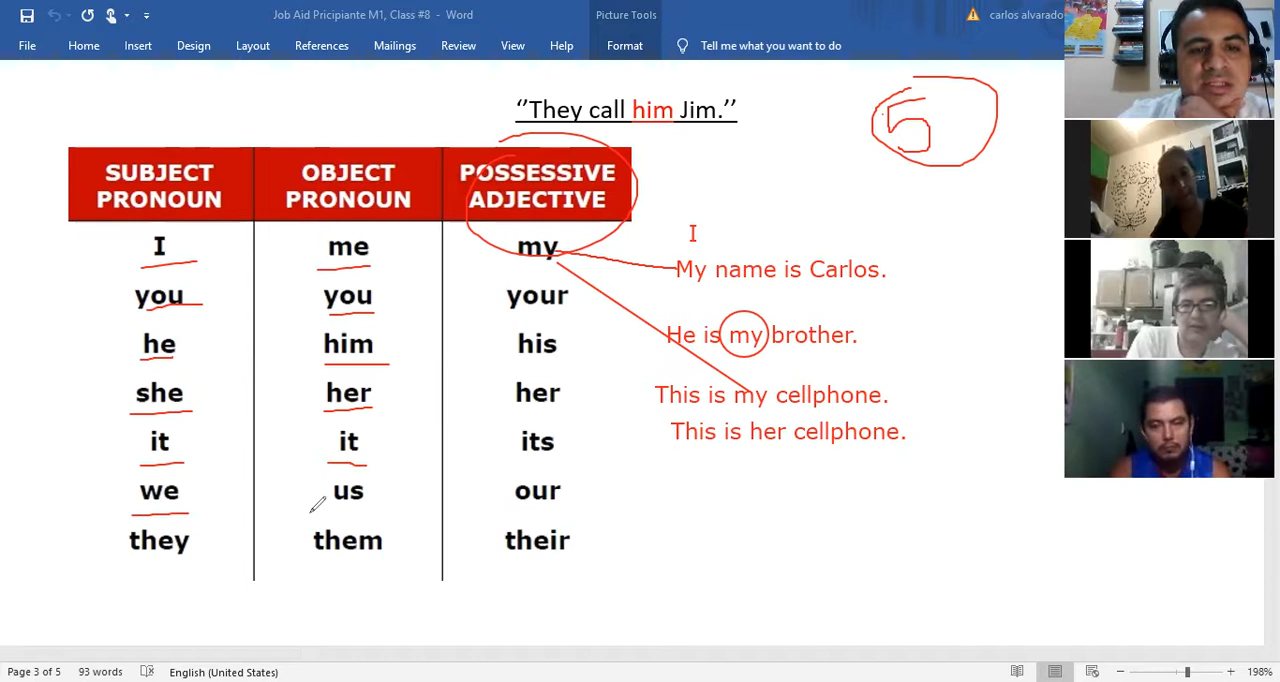 Job Aid Pricipiante M1, Class #8 - Word
Picture Tools
carlos alvarado
File Home Insert Design Layout References Mailings Review View Help Format Tell me what you want to do
‘‘They call him Jim.’’
5
SUBJECT PRONOUN OBJECT PRONOUN POSSESSIVE ADJECTIVE
I me my
you you your
he him his
she her her
it it its
we us our
they them their
I
My name is Carlos.
He is my brother.
This is my cellphone.
This is her cellphone.
Page 3 of 5 93 words English (United States) 198%